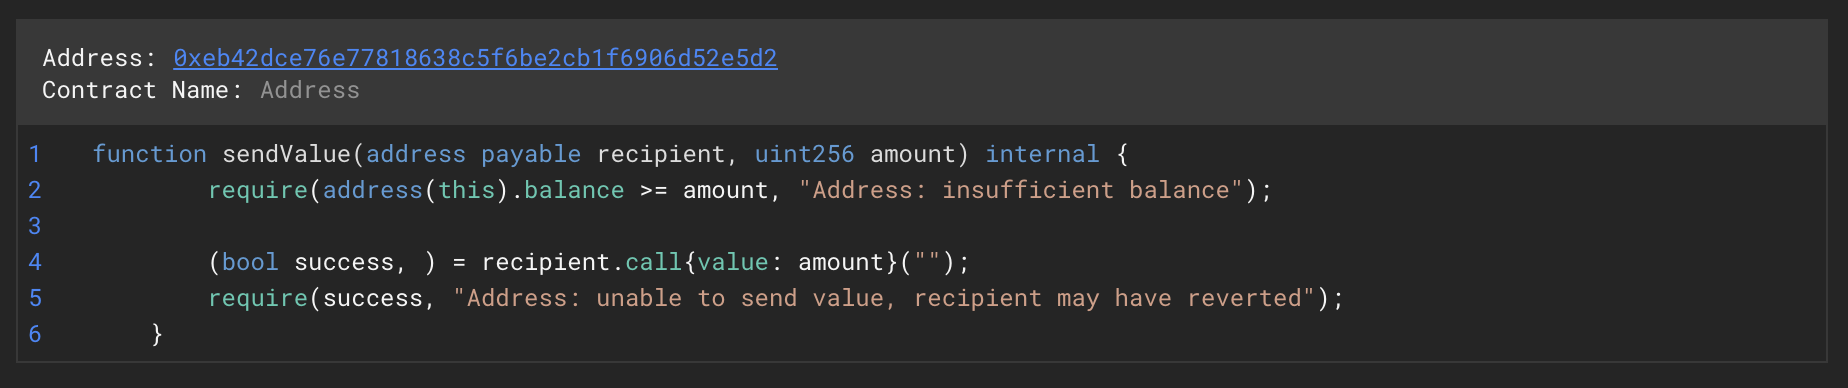 Address: 0xeb42dce76e77818638c5f6be2cb1f6906d52e5d2
Contract Name: Address
1 function sendValue(address payable recipient, uint256 amount) internal {
2 require(address(this).balance >= amount, "Address: insufficient balance");
3
4 (bool success, ) = recipient.call{value: amount}("");
5 require(success, "Address: unable to send value, recipient may have reverted");
6 }